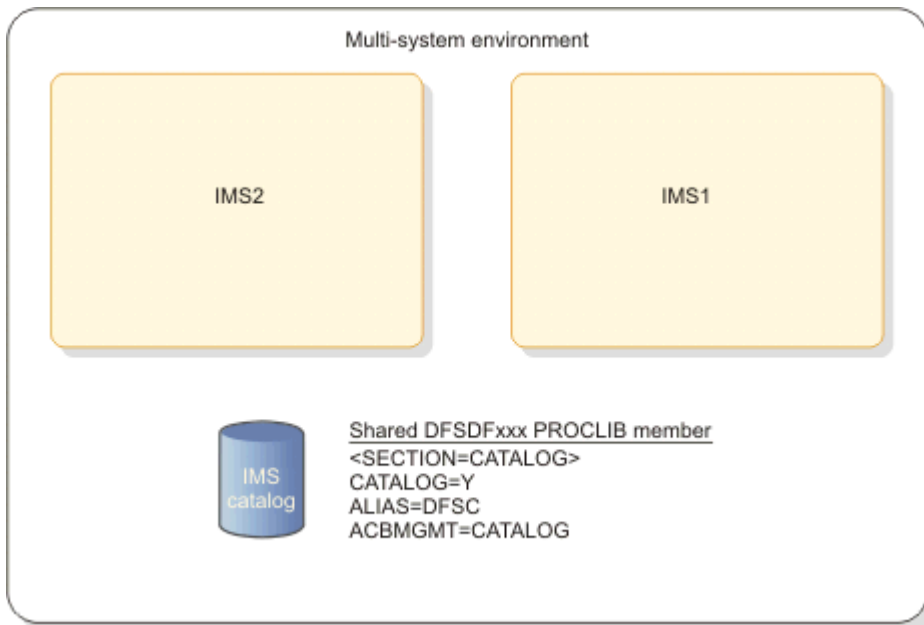 Multi-system environment
IMS2
IMS1
IMS
catalog
Shared DFSDFxxx PROCLIB member
<SECTION=CATALOG>
CATALOG=Y
ALIAS=DFSC
ACBMGMT=CATALOG